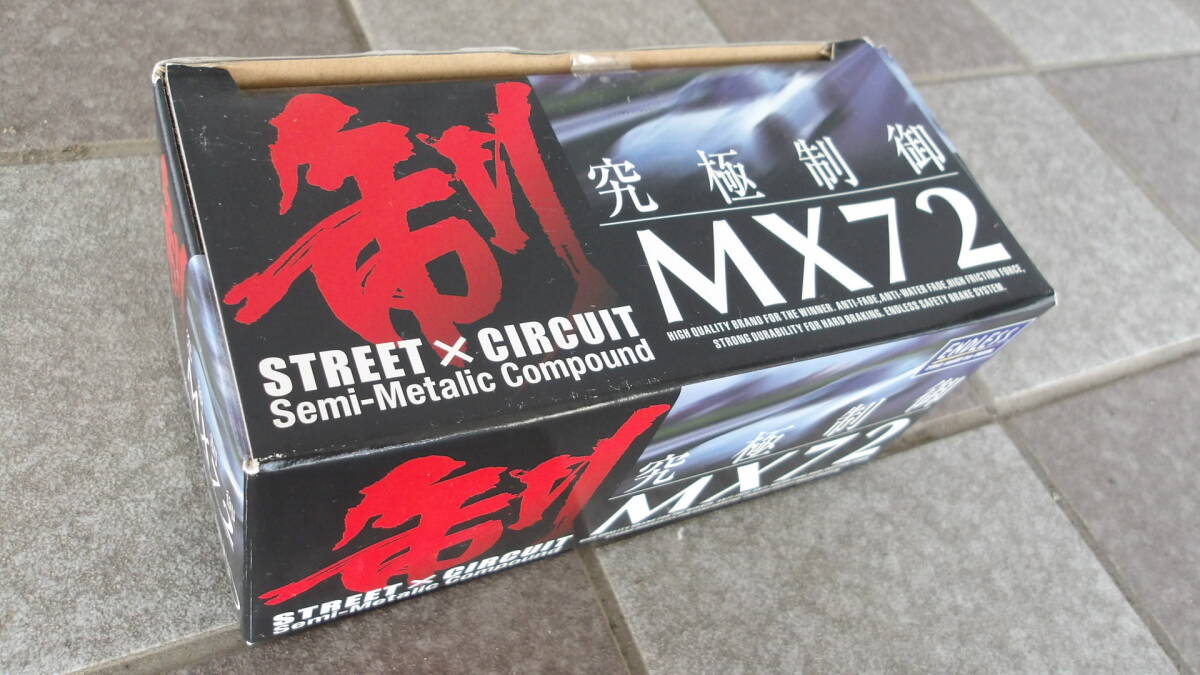 制
究極制御
MX72
HIGH QUALITY BRAND FOR THE WINNER. ANTI-FADE,ANTI-WATER FADE,HIGH FRICTION FORCE,
STRONG DURABILITY FOR HARD BRAKING. ENDLESS SAFETY BRAKE SYSTEM.
STREET × CIRCUIT
Semi-Metalic Compound
ENDLESS
制
究極制御
MX72
STREET × CIRCUIT
Semi-Metalic Compound